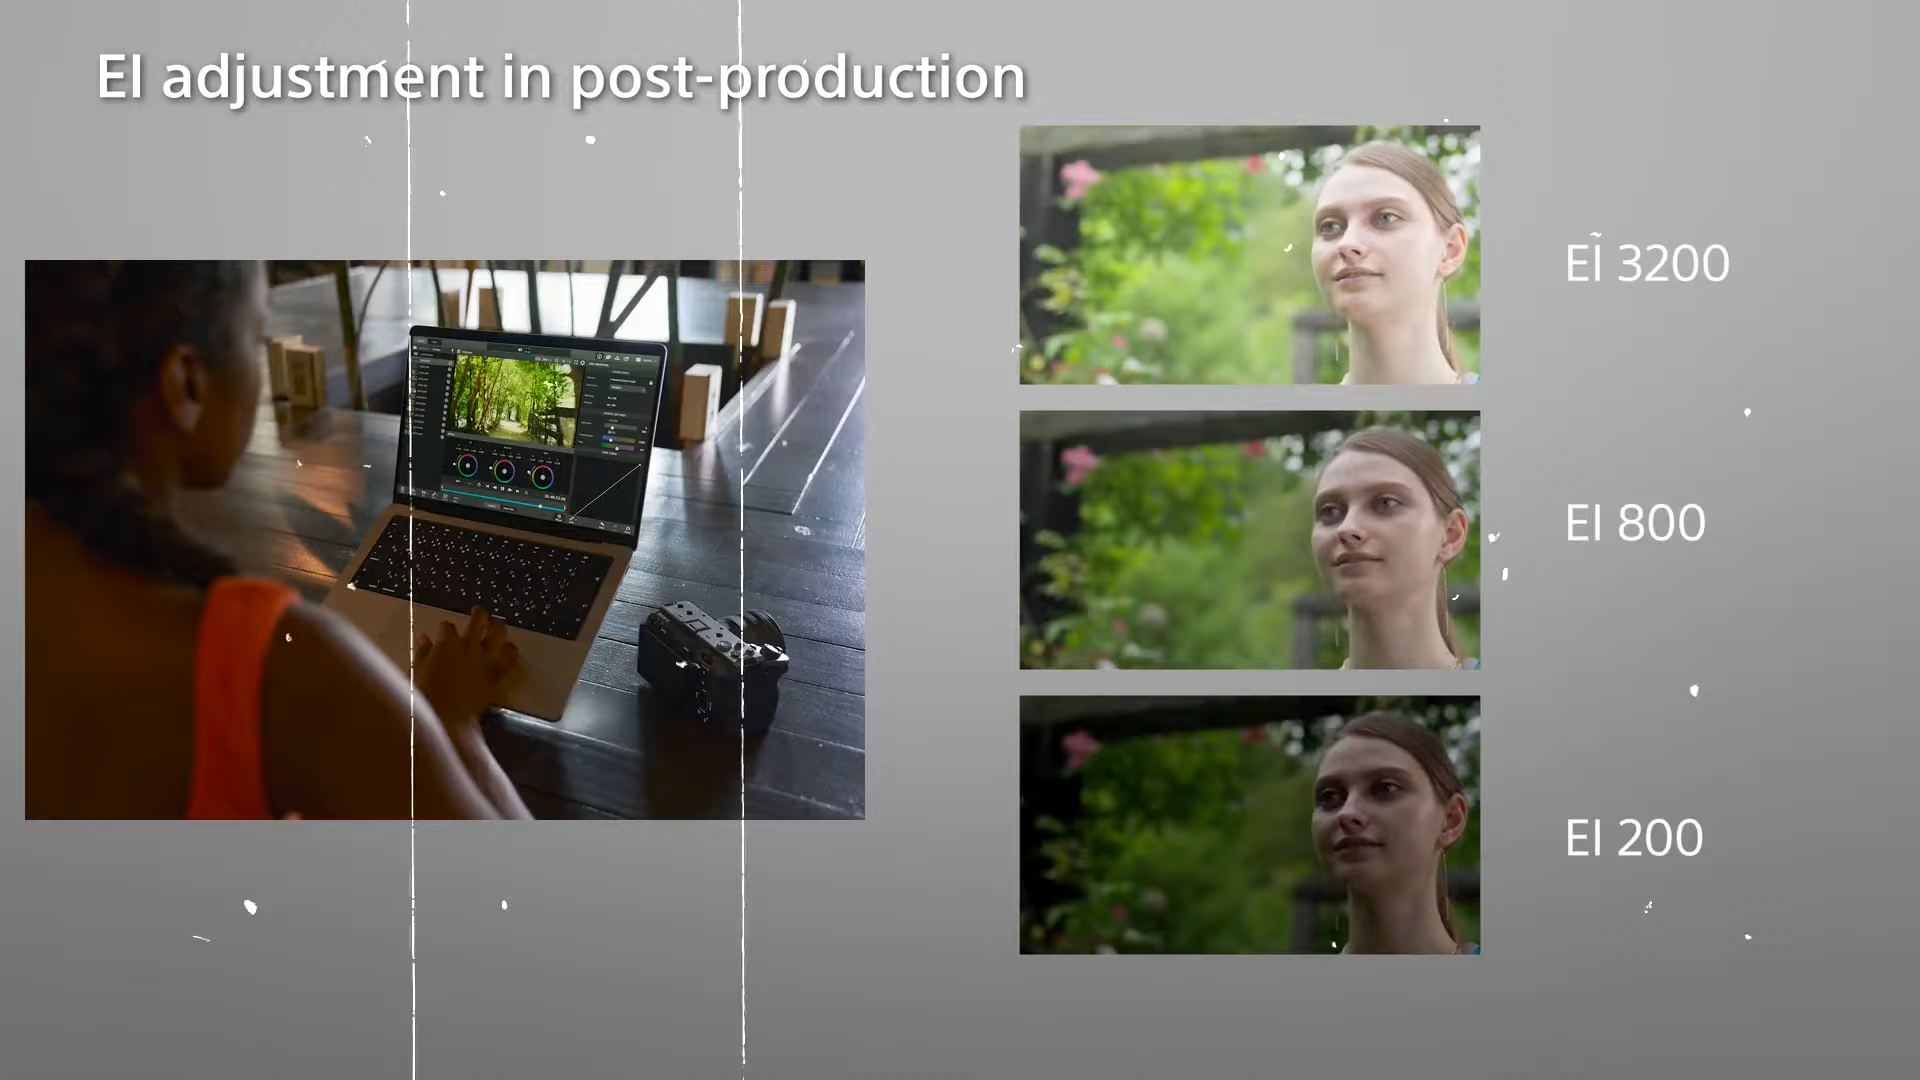 EI adjustment in post-production
EI 3200
EI 800
EI 200